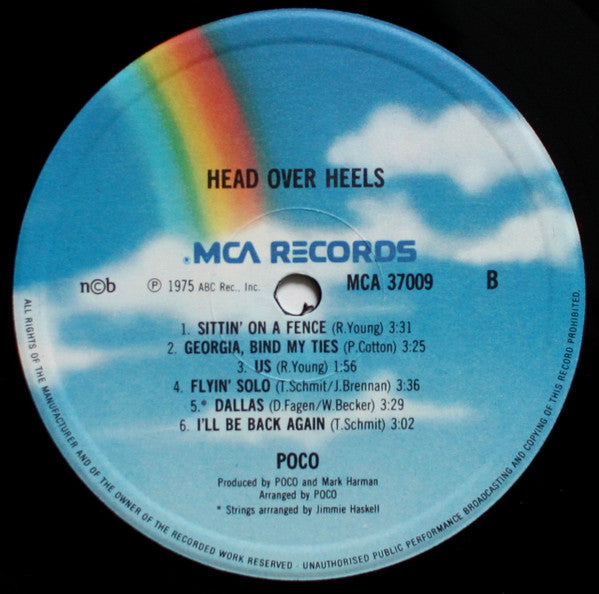 HEAD OVER HEELS
MCA RECORDS
n©b ℗ 1975 ABC Rec., Inc. MCA 37009 B
1. SITTIN' ON A FENCE (R.Young) 3:31
2. GEORGIA, BIND MY TIES (P.Cotton) 3:25
3. US (R.Young) 1:56
4. FLYIN' SOLO (T.Schmit/J.Brennan) 3:36
5.* DALLAS (D.Fagen/W.Becker) 3:29
6. I'LL BE BACK AGAIN (T.Schmit) 3:02
POCO
Produced by POCO and Mark Harman
Arranged by POCO
* Strings arrranged by Jimmie Haskell
ALL RIGHTS OF THE MANUFACTURER AND OF THE OWNER OF THE RECORDED WORK RESERVED - UNAUTHORISED PUBLIC PERFORMANCE BROADCASTING AND COPYING OF THIS RECORD PROHIBITED.